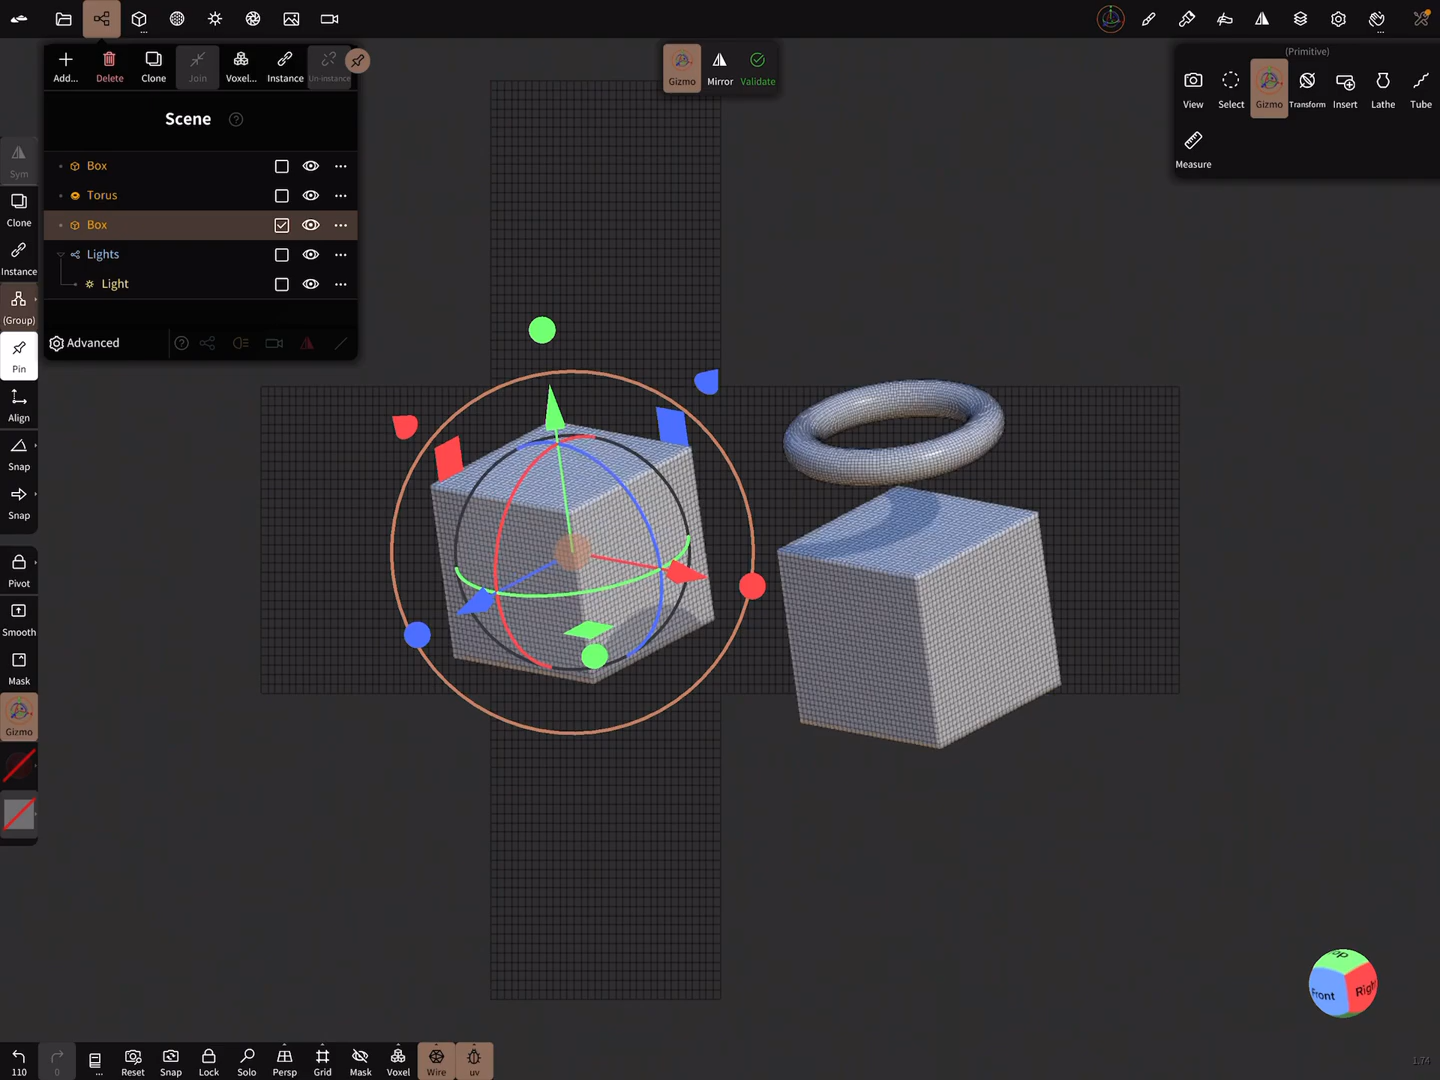 (Primitive)
Add...
Delete
Clone
Join
Voxel...
Instance
Un-instance
Gizmo
Mirror
Validate
View
Select
Gizmo
Transform
Insert
Lathe
Tube
Measure
Scene
?
Box
Torus
Box
Lights
Light
Advanced
?
Sym
Clone
Instance
(Group)
Pin
Align
Snap
Snap
Pivot
Smooth
Mask
Gizmo
Front
Right
110
0
...
Reset
Snap
Lock
Solo
Persp
Grid
Mask
Voxel
Wire
uv
1.74